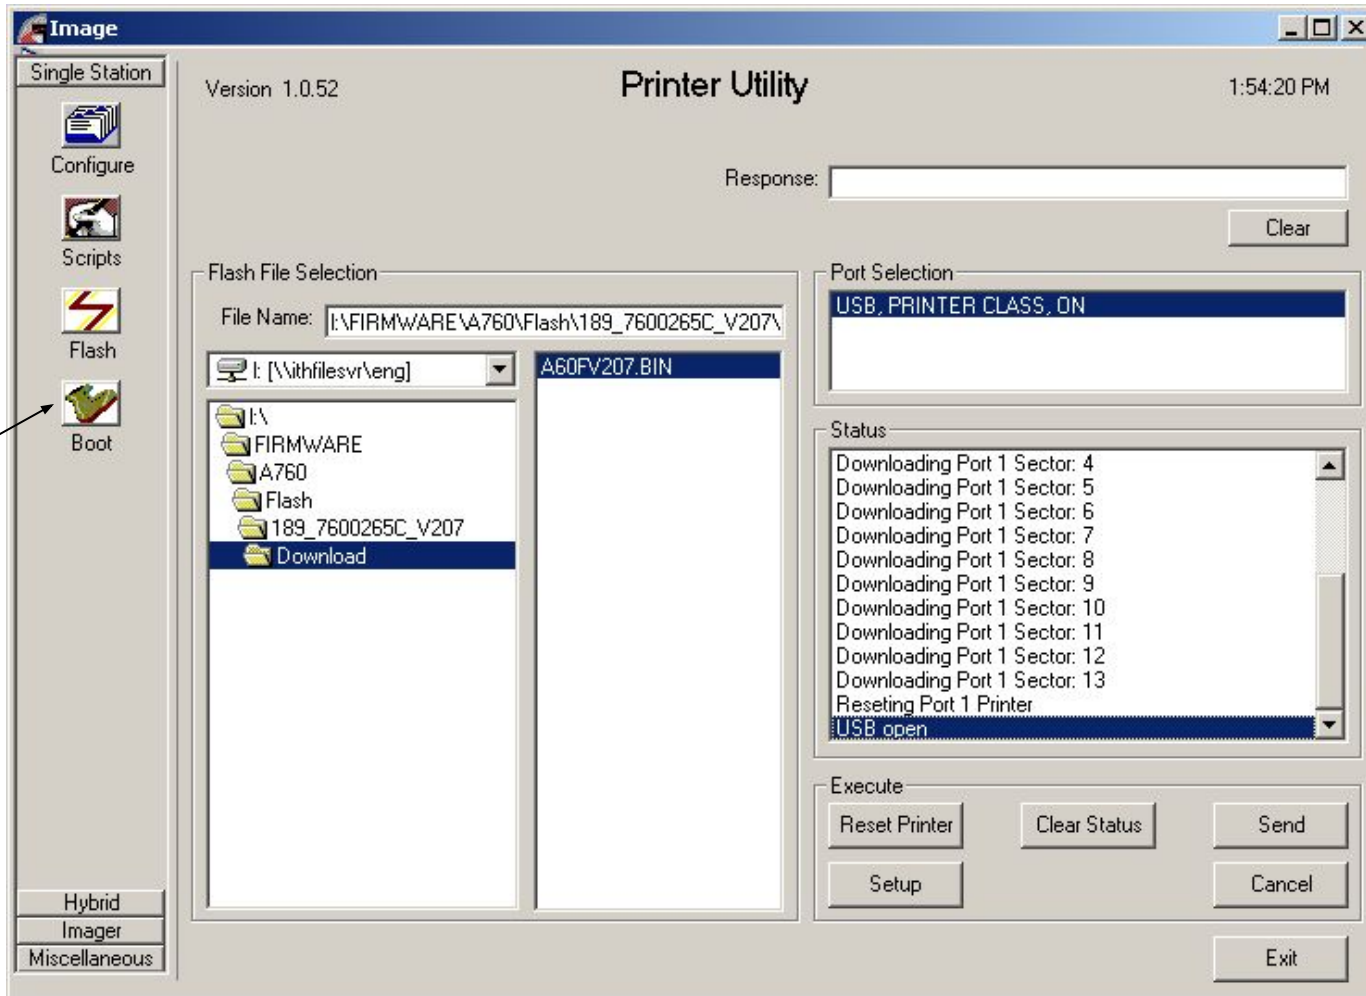 Image
Single Station
Version 1.0.52
Printer Utility
1:54:20 PM
Configure
Scripts
Flash
Boot
Hybrid
Imager
Miscellaneous
Response:
Clear
Flash File Selection
File Name: I:\FIRMWARE\A760\Flash\189_7600265C_V207\
I: [\\ithfilesvr\eng]
I:\
FIRMWARE
A760
Flash
189_7600265C_V207
Download
A60FV207.BIN
Port Selection
USB, PRINTER CLASS, ON
Status
Downloading Port 1 Sector: 4
Downloading Port 1 Sector: 5
Downloading Port 1 Sector: 6
Downloading Port 1 Sector: 7
Downloading Port 1 Sector: 8
Downloading Port 1 Sector: 9
Downloading Port 1 Sector: 10
Downloading Port 1 Sector: 11
Downloading Port 1 Sector: 12
Downloading Port 1 Sector: 13
Reseting Port 1 Printer
USB open
Execute
Reset Printer
Clear Status
Send
Setup
Cancel
Exit